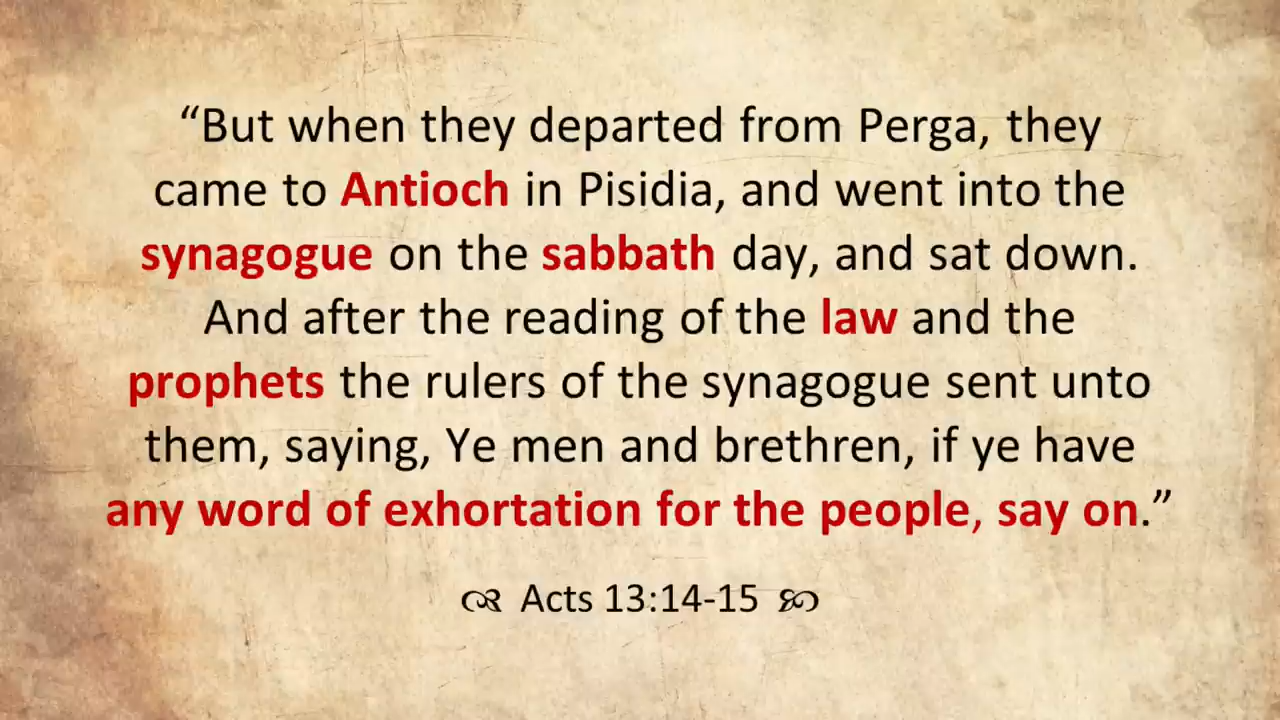 “But when they departed from Perga, they
came to Antioch in Pisidia, and went into the
synagogue on the sabbath day, and sat down.
And after the reading of the law and the
prophets the rulers of the synagogue sent unto
them, saying, Ye men and brethren, if ye have
any word of exhortation for the people, say on.”
Acts 13:14-15